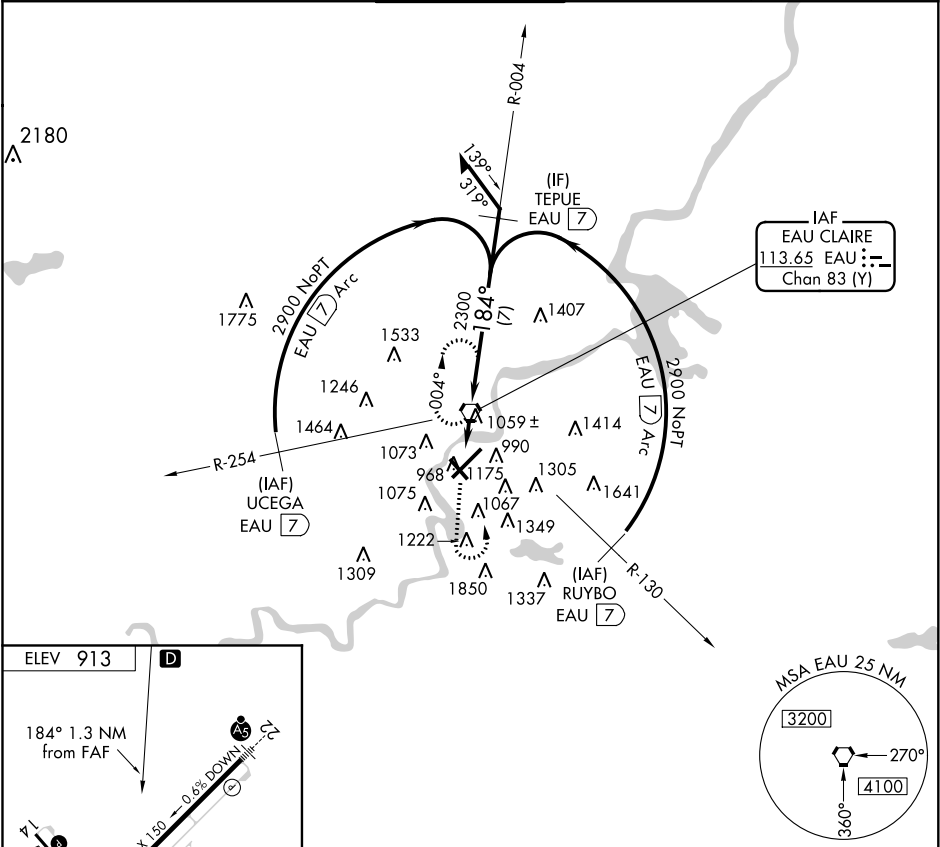 R-004
2180
139°
319°
(IF)
TEPUE
EAU 7
IAF
EAU CLAIRE
113.65 EAU
Chan 83 (Y)
2900 NoPT
EAU 7 Arc
2300
184°
(7)
1407
1775
1533
2900 NoPT
EAU 7 Arc
1246
004°
1464
1059 ±
1414
1073
990
R-254
968
1175
1305
1641
(IAF)
UCEGA
EAU 7
1075
1067
1349
1222
1309
1850
1337
(IAF)
RUYBO
EAU 7
R-130
ELEV 913 D
184° 1.3 NM
from FAF
A5
22
0.6% DOWN
P
X 150
14
MSA EAU 25 NM
3200
270°
4100
360°